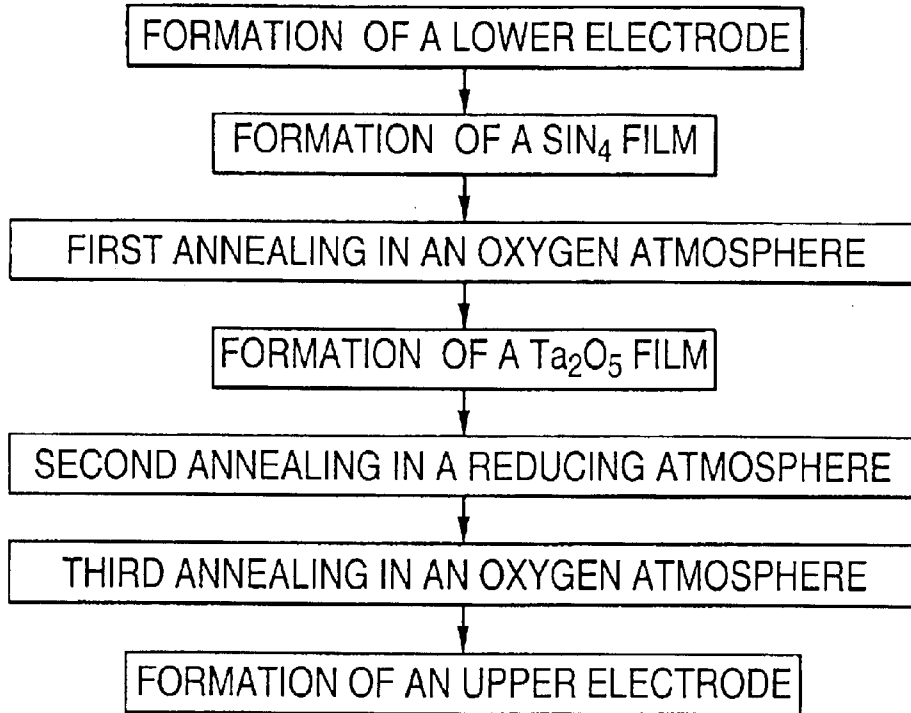 FORMATION OF A LOWER ELECTRODE
FORMATION OF A SIN₄ FILM
FIRST ANNEALING IN AN OXYGEN ATMOSPHERE
FORMATION OF A Ta₂O₅ FILM
SECOND ANNEALING IN A REDUCING ATMOSPHERE
THIRD ANNEALING IN AN OXYGEN ATMOSPHERE
FORMATION OF AN UPPER ELECTRODE